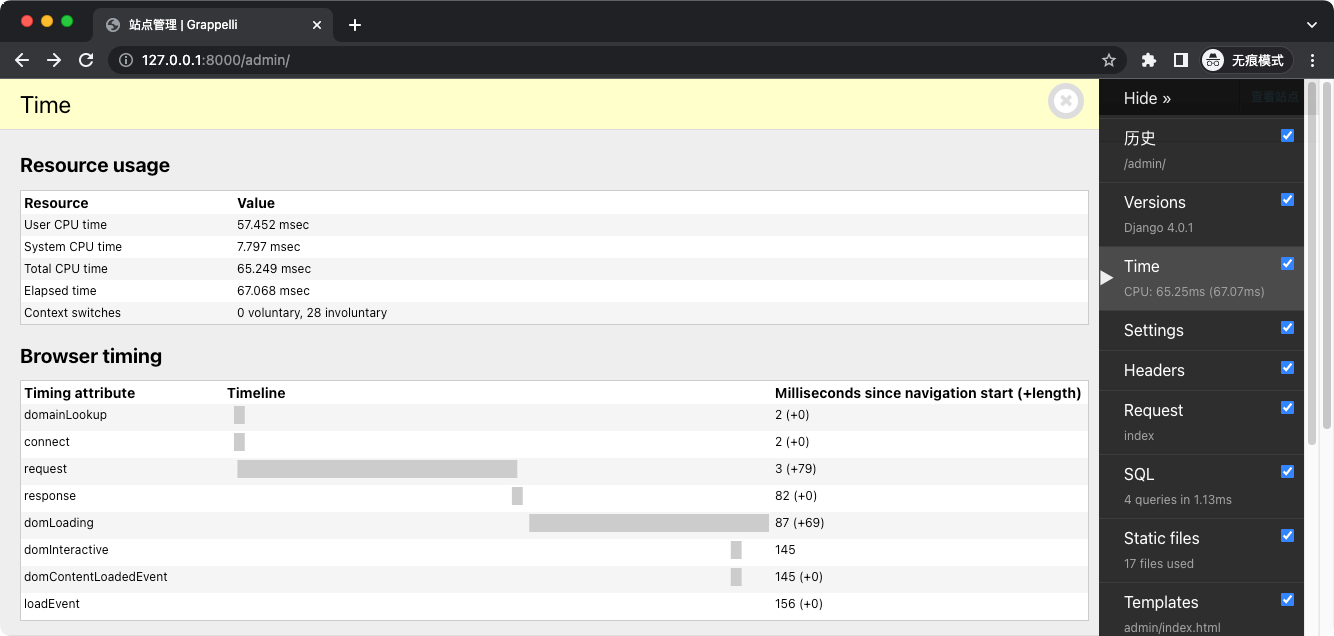 站点管理 | Grappelli
127.0.0.1:8000/admin/
无痕模式
Time
Resource usage
Resource Value
User CPU time 57.452 msec
System CPU time 7.797 msec
Total CPU time 65.249 msec
Elapsed time 67.068 msec
Context switches 0 voluntary, 28 involuntary
Browser timing
Timing attribute Timeline Milliseconds since navigation start (+length)
domainLookup 2 (+0)
connect 2 (+0)
request 3 (+79)
response 82 (+0)
domLoading 87 (+69)
domInteractive 145
domContentLoadedEvent 145 (+0)
loadEvent 156 (+0)
Hide »
查看站点
历史
/admin/
Versions
Django 4.0.1
Time
CPU: 65.25ms (67.07ms)
Settings
Headers
Request
index
SQL
4 queries in 1.13ms
Static files
17 files used
Templates
admin/index.html